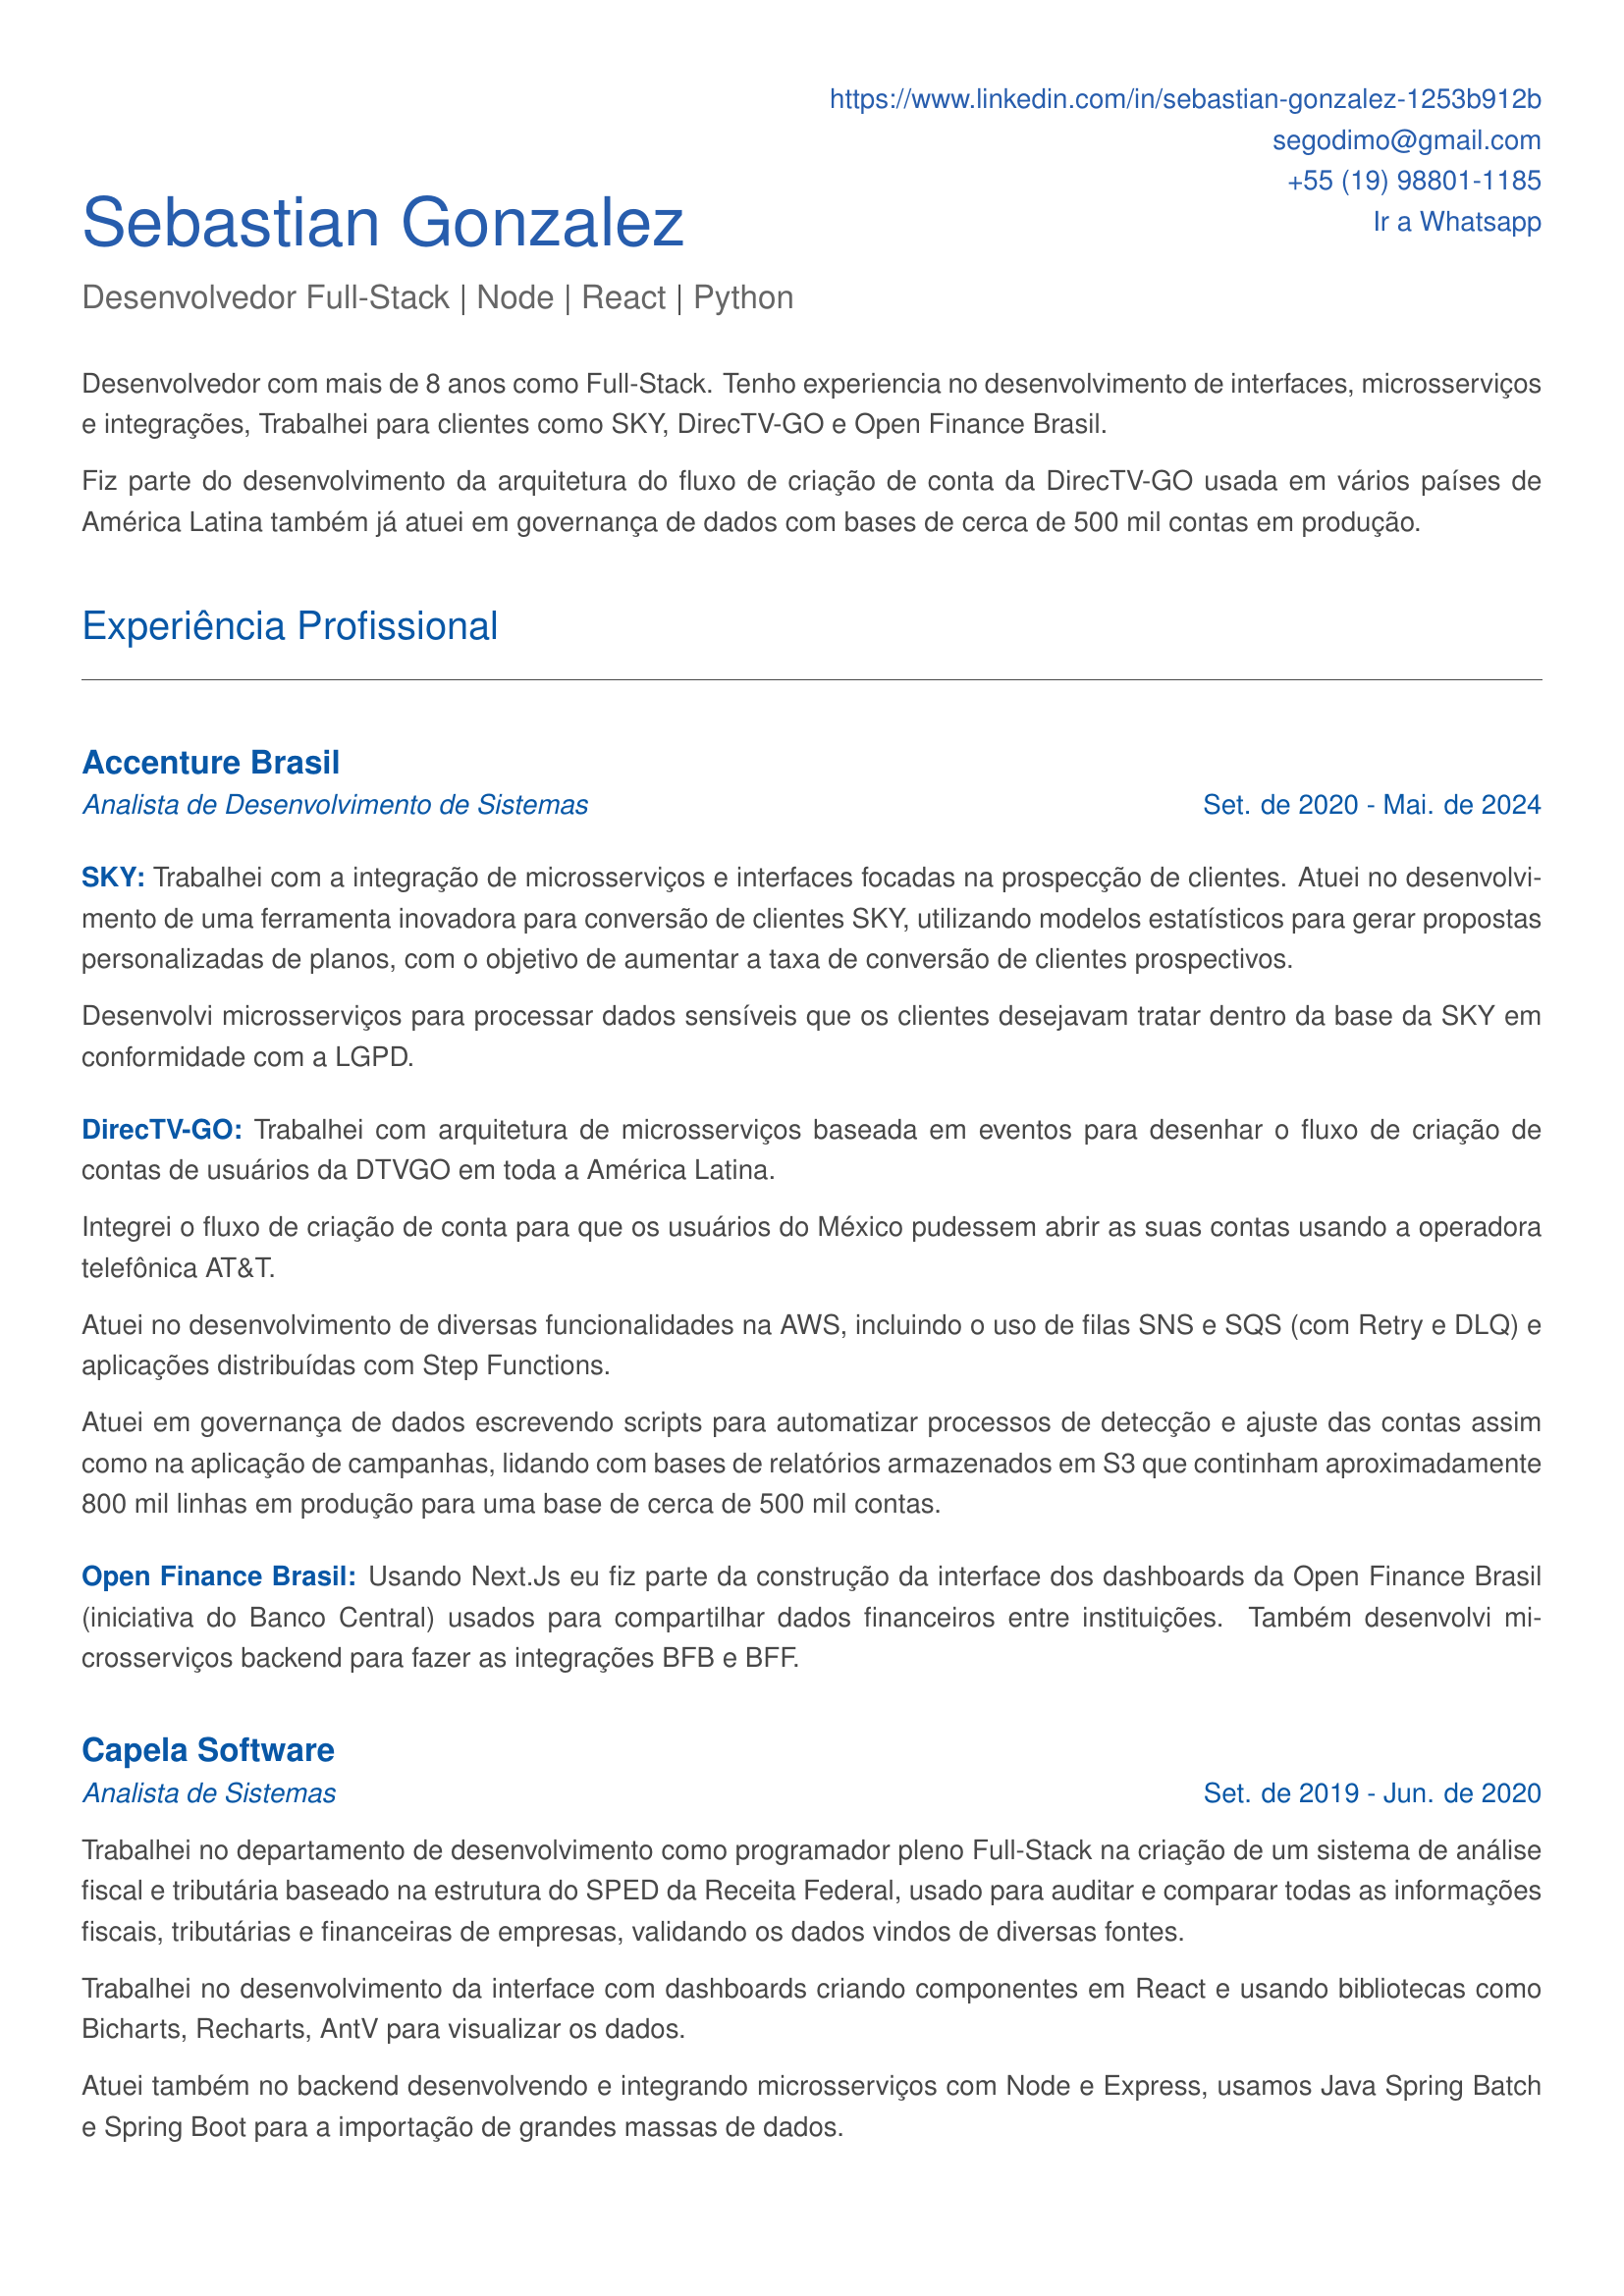 https://www.linkedin.com/in/sebastian-gonzalez-1253b912b
segodimo@gmail.com
+55 (19) 98801-1185
Ir a Whatsapp
Sebastian Gonzalez
Desenvolvedor Full-Stack | Node | React | Python
Desenvolvedor com mais de 8 anos como Full-Stack. Tenho experiencia no desenvolvimento de interfaces, microsserviços
e integrações, Trabalhei para clientes como SKY, DirecTV-GO e Open Finance Brasil.
Fiz parte do desenvolvimento da arquitetura do fluxo de criação de conta da DirecTV-GO usada em vários países de
América Latina também já atuei em governança de dados com bases de cerca de 500 mil contas em produção.
Experiência Profissional
Accenture Brasil
Analista de Desenvolvimento de Sistemas Set. de 2020 - Mai. de 2024
SKY: Trabalhei com a integração de microsserviços e interfaces focadas na prospecção de clientes. Atuei no desenvolvi-
mento de uma ferramenta inovadora para conversão de clientes SKY, utilizando modelos estatísticos para gerar propostas
personalizadas de planos, com o objetivo de aumentar a taxa de conversão de clientes prospectivos.
Desenvolvi microsserviços para processar dados sensíveis que os clientes desejavam tratar dentro da base da SKY em
conformidade com a LGPD.
DirecTV-GO: Trabalhei com arquitetura de microsserviços baseada em eventos para desenhar o fluxo de criação de
contas de usuários da DTVGO em toda a América Latina.
Integrei o fluxo de criação de conta para que os usuários do México pudessem abrir as suas contas usando a operadora
telefônica AT&T.
Atuei no desenvolvimento de diversas funcionalidades na AWS, incluindo o uso de filas SNS e SQS (com Retry e DLQ) e
aplicações distribuídas com Step Functions.
Atuei em governança de dados escrevendo scripts para automatizar processos de detecção e ajuste das contas assim
como na aplicação de campanhas, lidando com bases de relatórios armazenados em S3 que continham aproximadamente
800 mil linhas em produção para uma base de cerca de 500 mil contas.
Open Finance Brasil: Usando Next.Js eu fiz parte da construção da interface dos dashboards da Open Finance Brasil
(iniciativa do Banco Central) usados para compartilhar dados financeiros entre instituições. Também desenvolvi mi-
crosserviços backend para fazer as integrações BFB e BFF.
Capela Software
Analista de Sistemas Set. de 2019 - Jun. de 2020
Trabalhei no departamento de desenvolvimento como programador pleno Full-Stack na criação de um sistema de análise
fiscal e tributária baseado na estrutura do SPED da Receita Federal, usado para auditar e comparar todas as informações
fiscais, tributárias e financeiras de empresas, validando os dados vindos de diversas fontes.
Trabalhei no desenvolvimento da interface com dashboards criando componentes em React e usando bibliotecas como
Bicharts, Recharts, AntV para visualizar os dados.
Atuei também no backend desenvolvendo e integrando microsserviços com Node e Express, usamos Java Spring Batch
e Spring Boot para a importação de grandes massas de dados.